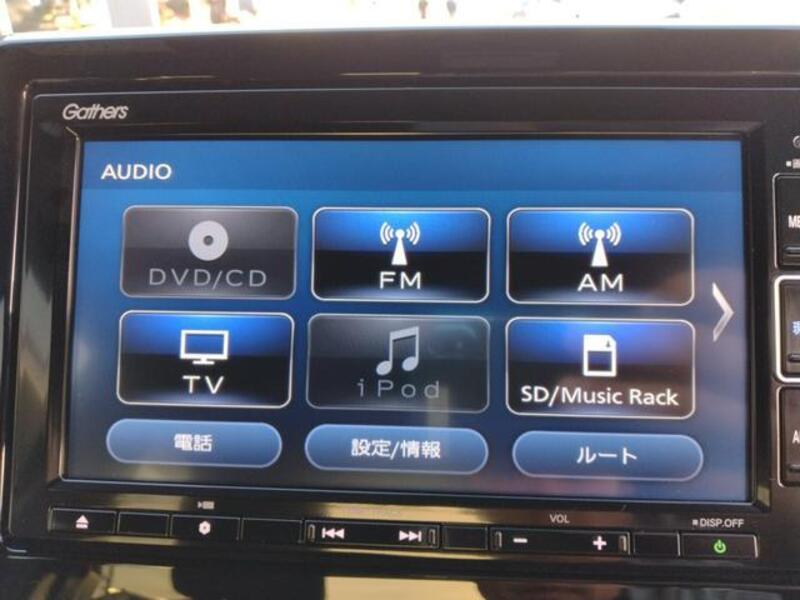 Gathers
AUDIO
DVD/CD
FM
AM
TV
iPod
SD/Music Rack
電話
設定/情報
ルート
VOL
DISP.OFF